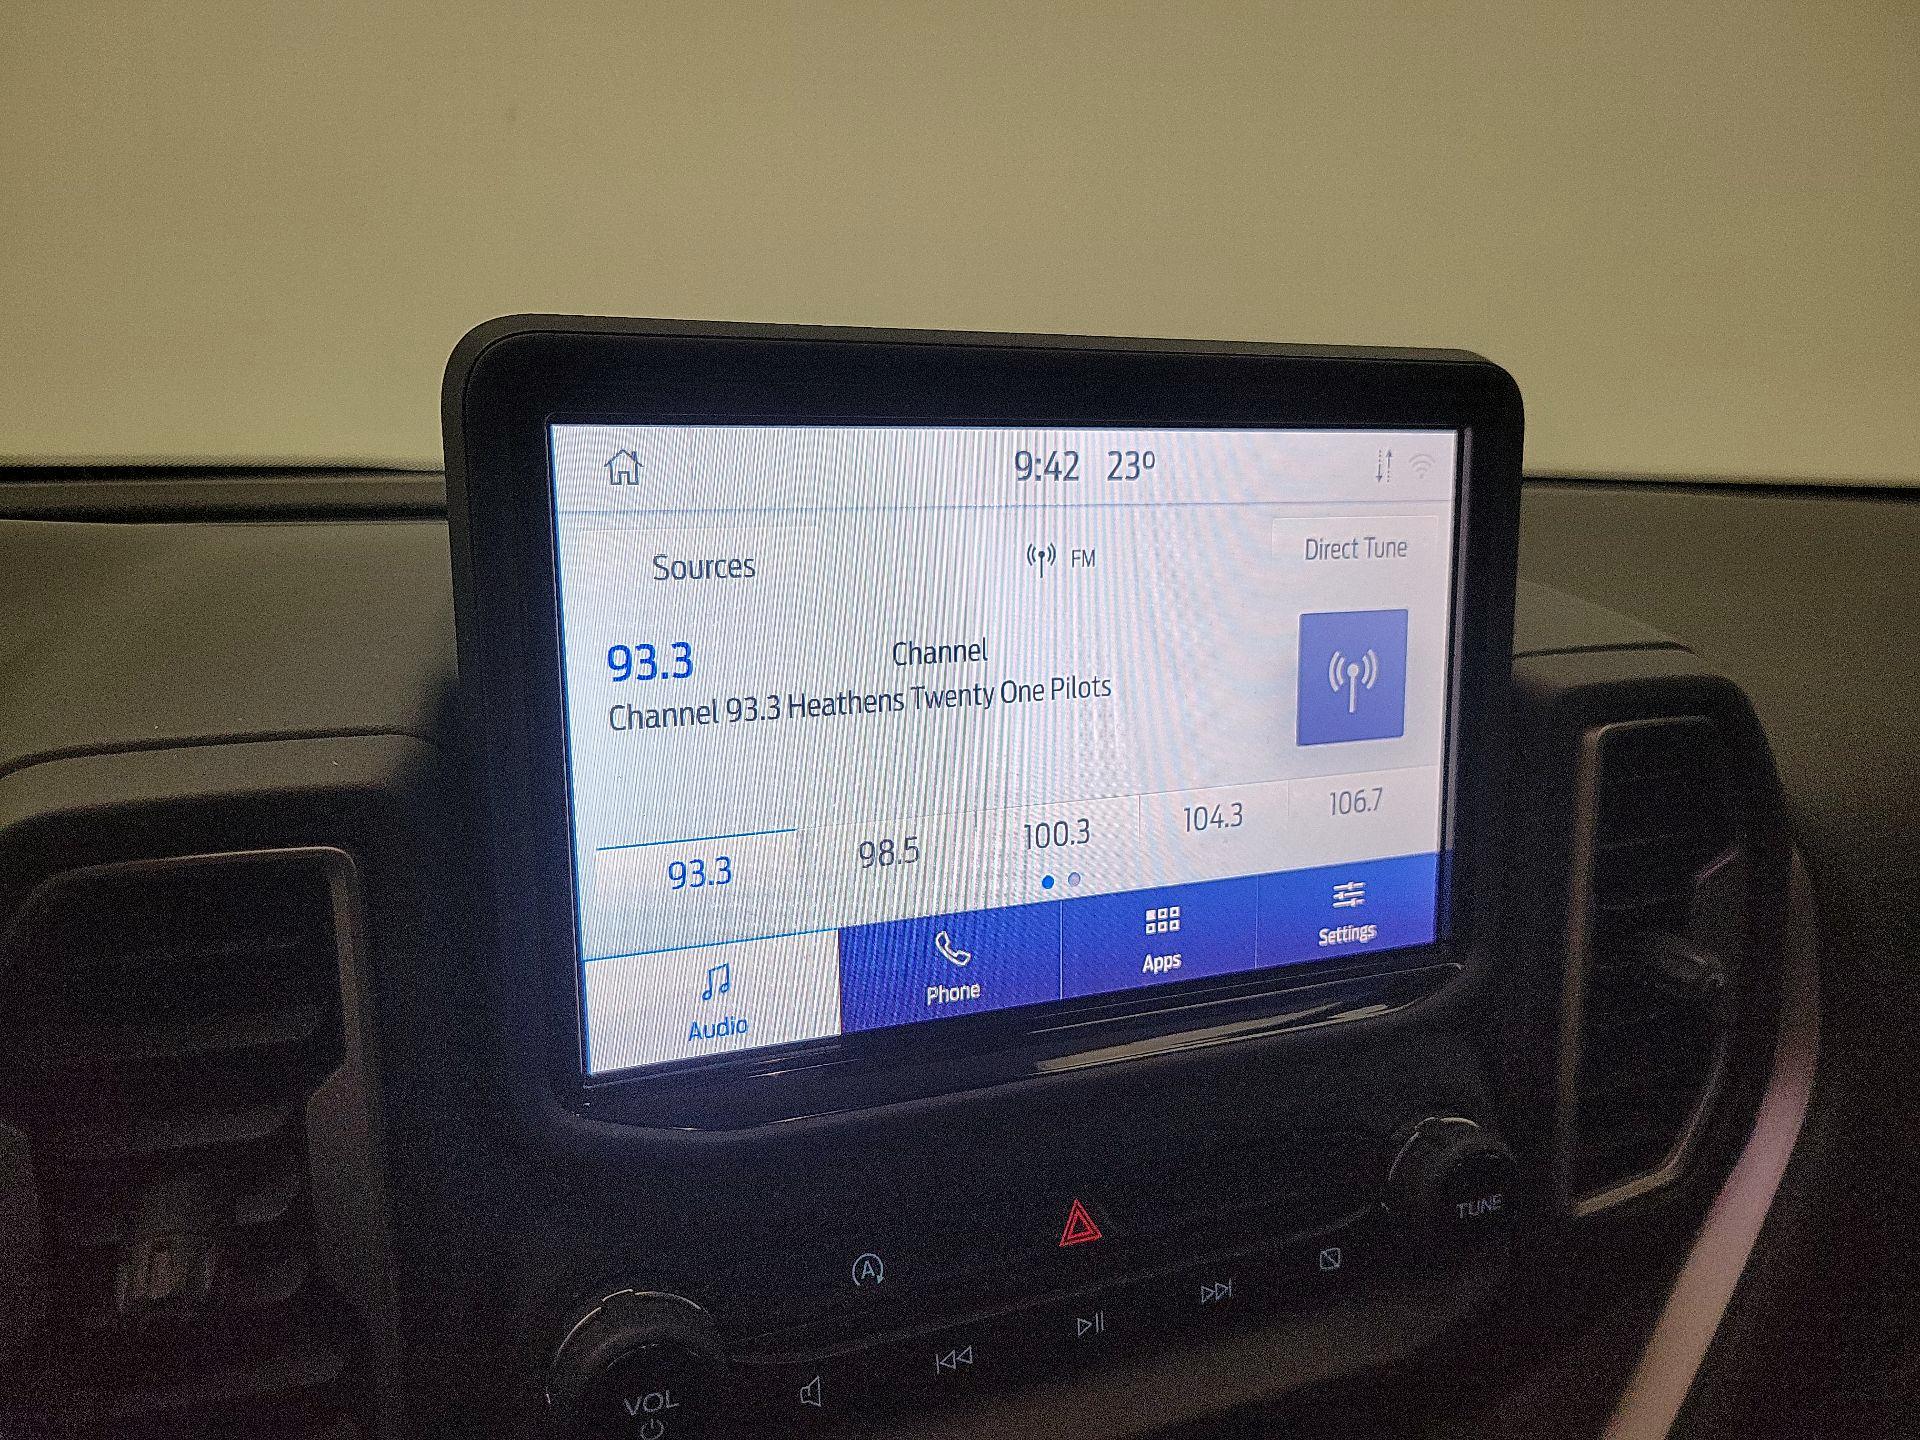 9:42 23º
Sources
FM
Direct Tune
93.3
Channel
Channel 93.3 Heathens Twenty One Pilots
93.3
98.5
100.3
104.3
106.7
Audio
Phone
Apps
Settings
TUNE
A
VOL